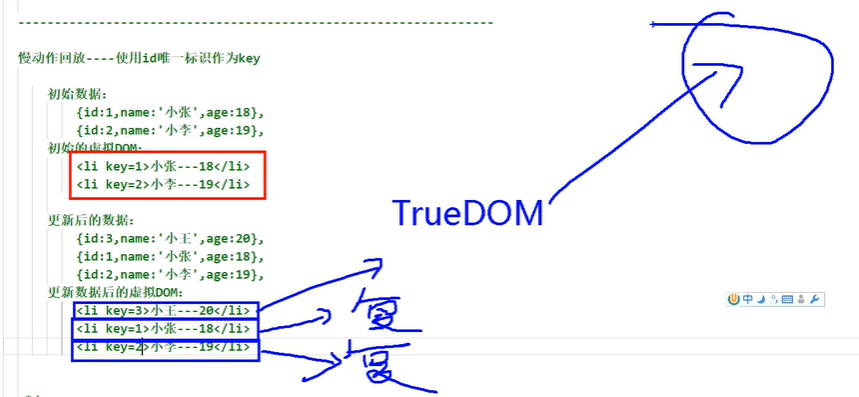 慢动作回放----使用id唯一标识作为key
初始数据:
{id:1,name:'小张',age:18},
{id:2,name:'小李',age:19},
初始的虚拟DOM:
<li key=1>小张---18</li>
<li key=2>小李---19</li>
更新后的数据:
{id:3,name:'小王',age:20},
{id:1,name:'小张',age:18},
{id:2,name:'小李',age:19},
更新数据后的虚拟DOM:
<li key=3>小王---20</li>
<li key=1>小张---18</li>
<li key=2>小李---19</li>
TrueDOM
复
复
中